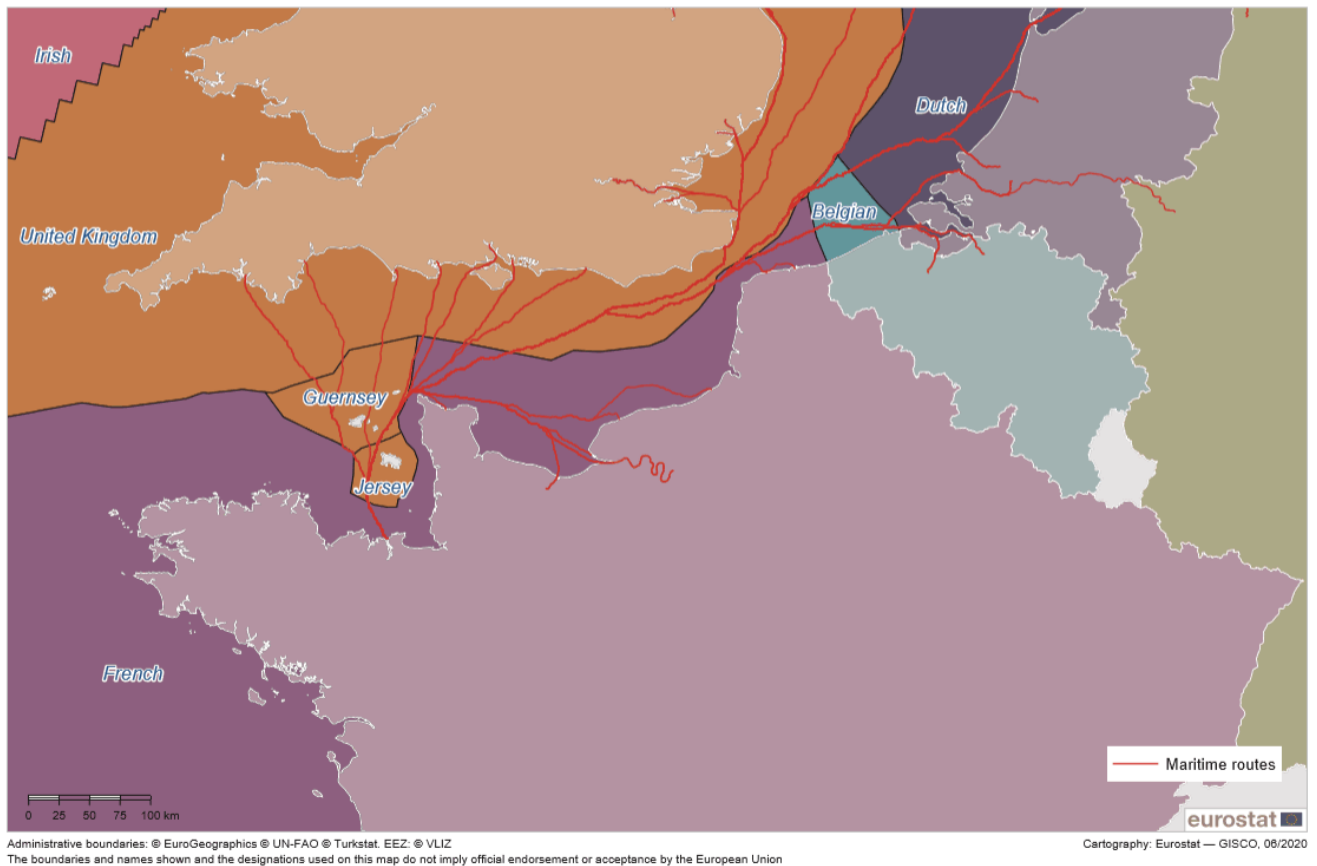 Irish
Dutch
Belgian
United Kingdom
Guernsey
Jersey
French
Maritime routes
0 25 50 75 100 km
eurostat
Administrative boundaries: © EuroGeographics © UN-FAO © Turkstat. EEZ: © VLIZ
Cartography: Eurostat — GISCO, 06/2020
The boundaries and names shown and the designations used on this map do not imply official endorsement or acceptance by the European Union